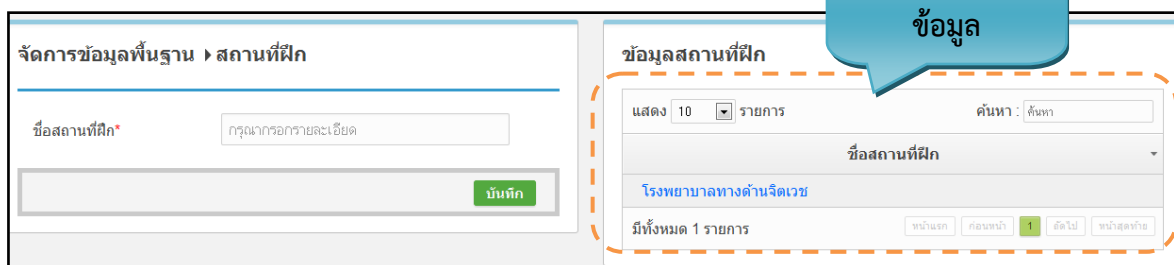 ข้อมูล
จัดการข้อมูลพื้นฐาน ▸ สถานที่ฝึก
ชื่อสถานที่ฝึก*
กรุณากรอกรายละเอียด
บันทึก
ข้อมูลสถานที่ฝึก
แสดง 10 รายการ ค้นหา : ค้นหา
ชื่อสถานที่ฝึก
โรงพยาบาลทางด้านจิตเวช
มีทั้งหมด 1 รายการ หน้าแรก ก่อนหน้า 1 ถัดไป หน้าสุดท้าย